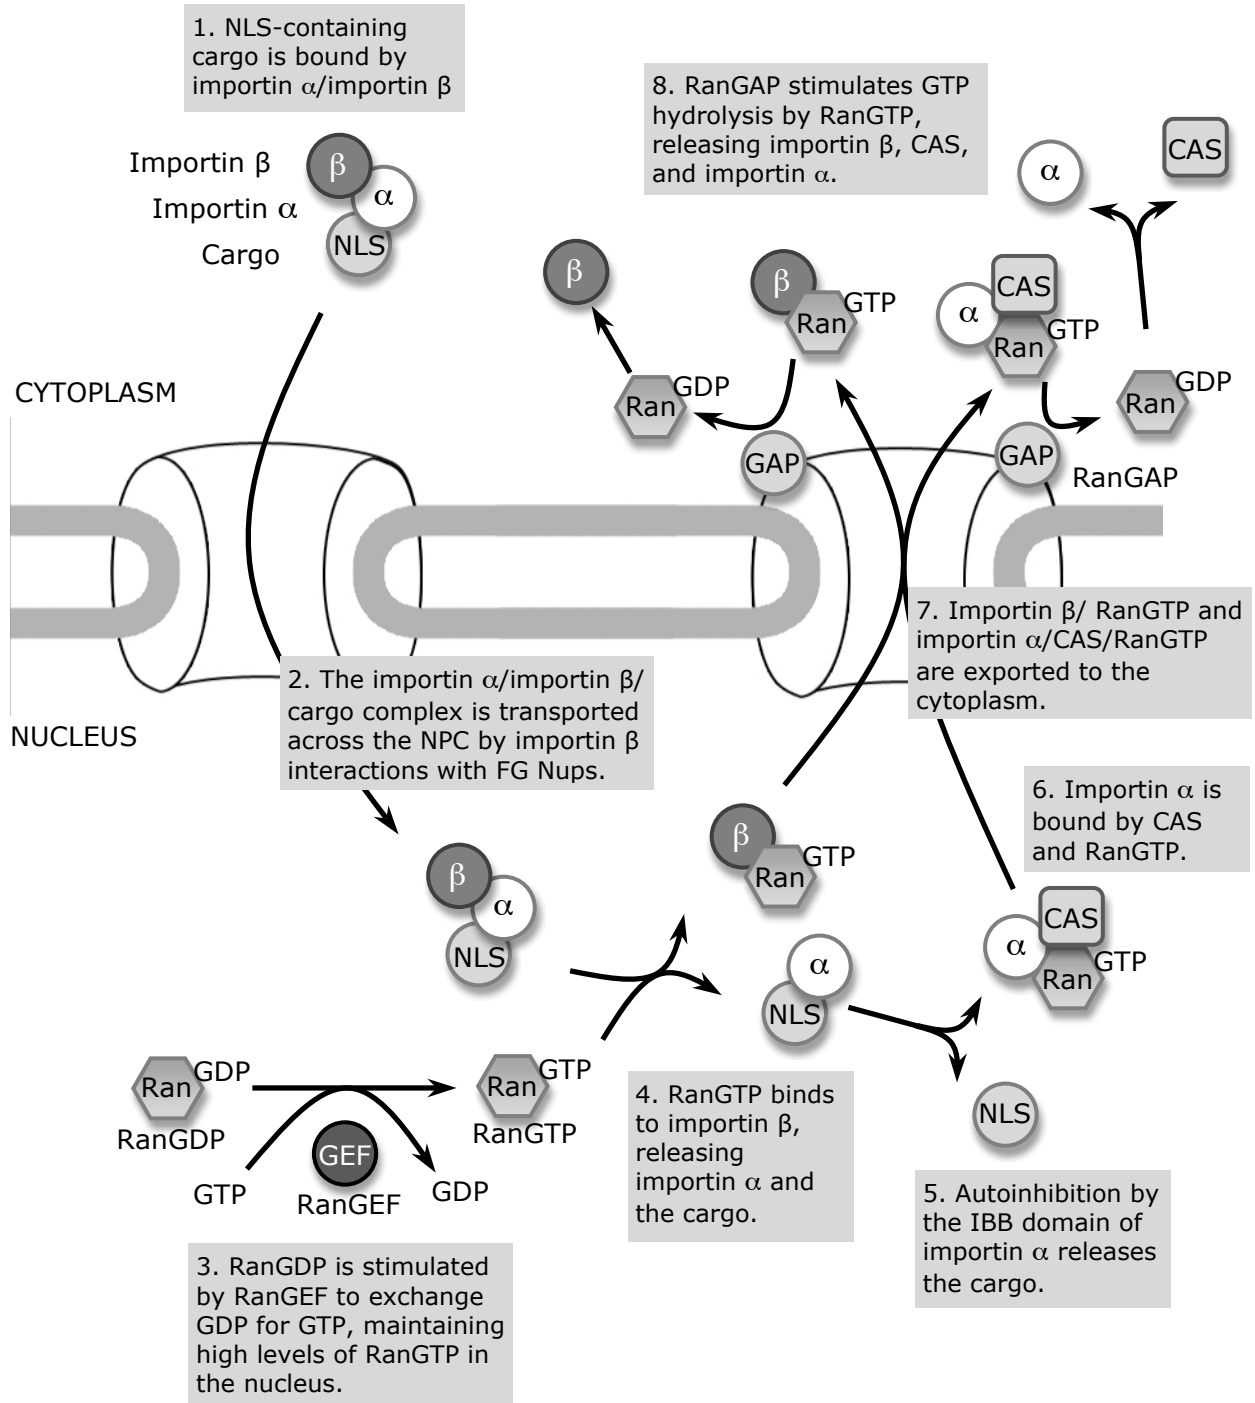 1. NLS-containing
cargo is bound by
importin α/importin β
8. RanGAP stimulates GTP
hydrolysis by RanGTP,
releasing importin β, CAS,
and importin α.
Importin β
Importin α
Cargo
β
α
NLS
α
CAS
β
β
Ran
GTP
Ran
GDP
α
CAS
Ran
GTP
Ran
GDP
CYTOPLASM
GAP
GAP
RanGAP
NUCLEUS
2. The importin α/importin β/
cargo complex is transported
across the NPC by importin β
interactions with FG Nups.
7. Importin β/ RanGTP and
importin α/CAS/RanGTP
are exported to the
cytoplasm.
6. Importin α is
bound by CAS
and RanGTP.
β
α
NLS
β
Ran
GTP
α
NLS
α
CAS
Ran
GTP
NLS
Ran
GDP
RanGDP
GTP
GEF
RanGEF
GDP
Ran
GTP
RanGTP
4. RanGTP binds
to importin β,
releasing
importin α and
the cargo.
5. Autoinhibition by
the IBB domain of
importin α releases
the cargo.
3. RanGDP is stimulated
by RanGEF to exchange
GDP for GTP, maintaining
high levels of RanGTP in
the nucleus.